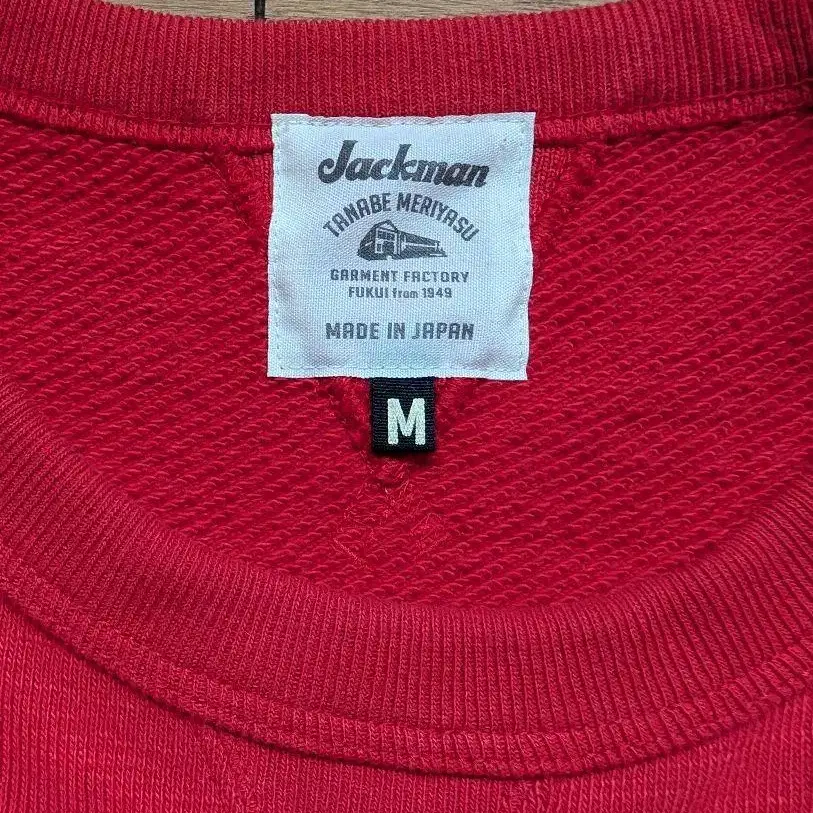 Jackman
TANABE MERIYASU
GARMENT FACTORY
FUKUI from 1949
MADE IN JAPAN
M